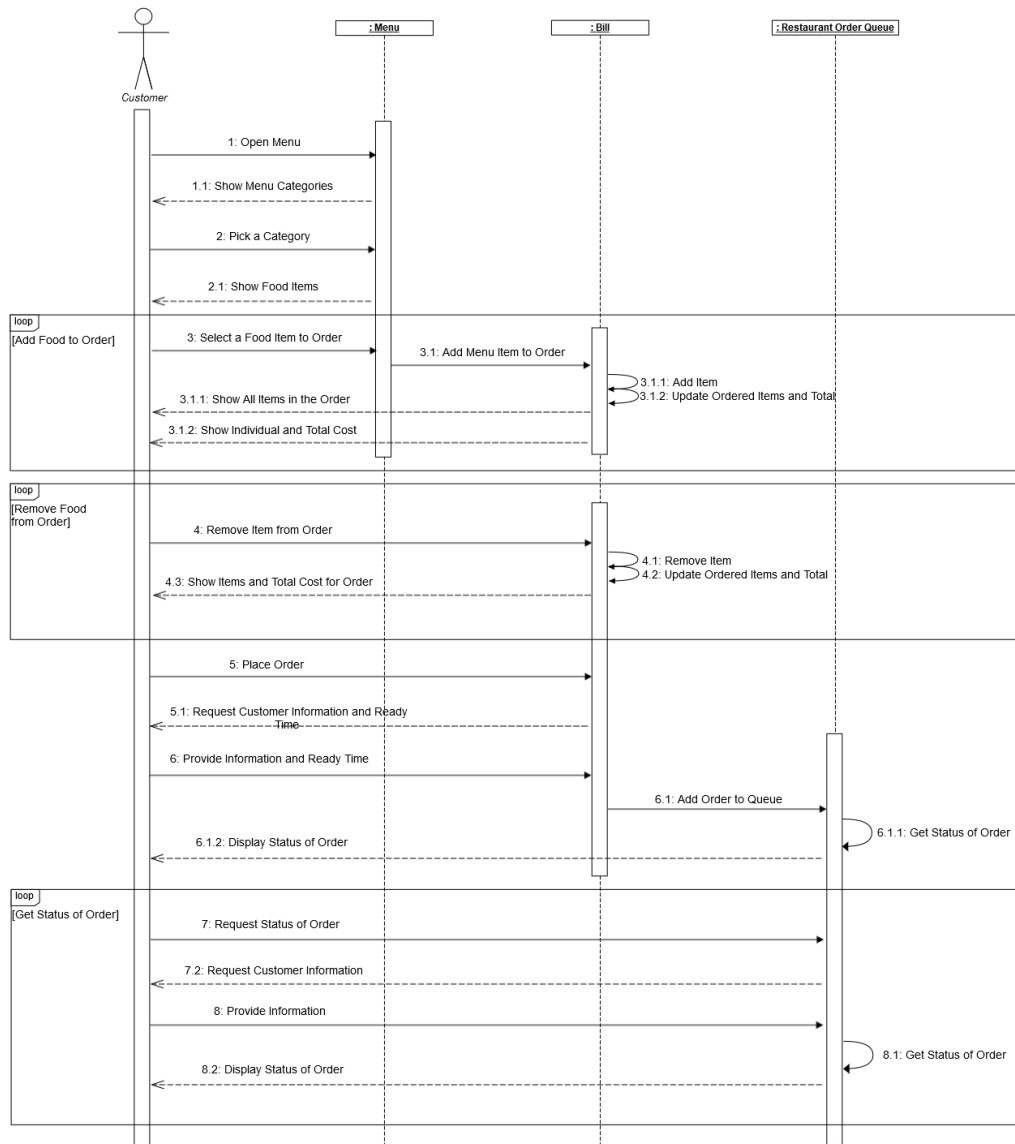 : Menu
: Bill
: Restaurant Order Queue
Customer
1: Open Menu
1.1: Show Menu Categories
2: Pick a Category
2.1: Show Food Items
loop
[Add Food to Order]
3: Select a Food Item to Order
3.1: Add Menu Item to Order
3.1.1: Add Item
3.1.2: Update Ordered Items and Total
3.1.1: Show All Items in the Order
3.1.2: Show Individual and Total Cost
loop
[Remove Food
from Order]
4: Remove Item from Order
4.1: Remove Item
4.2: Update Ordered Items and Total
4.3: Show Items and Total Cost for Order
5: Place Order
5.1: Request Customer Information and Ready
Time
6: Provide Information and Ready Time
6.1: Add Order to Queue
6.1.1: Get Status of Order
6.1.2: Display Status of Order
loop
[Get Status of Order]
7: Request Status of Order
7.2: Request Customer Information
8: Provide Information
8.1: Get Status of Order
8.2: Display Status of Order